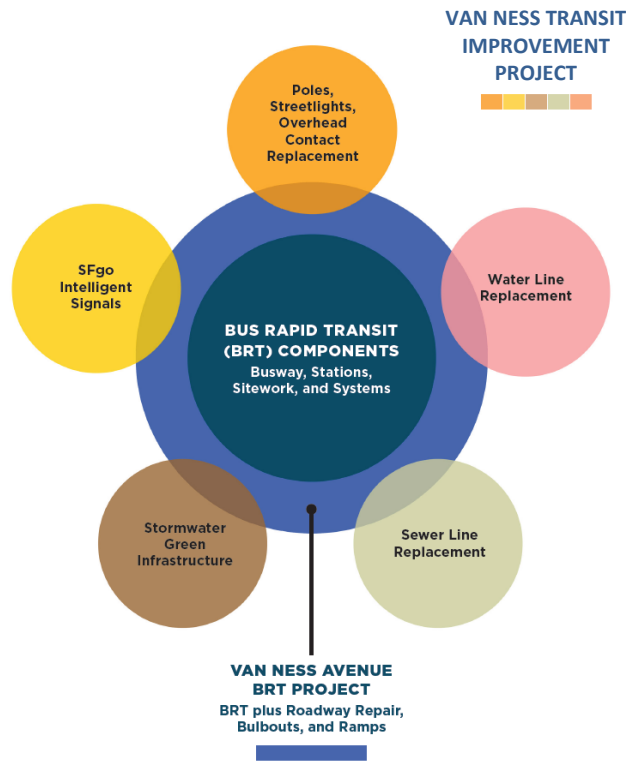 VAN NESS TRANSIT
IMPROVEMENT
PROJECT
Poles,
Streetlights,
Overhead
Contact
Replacement
SFgo
Intelligent
Signals
Water Line
Replacement
BUS RAPID TRANSIT
(BRT) COMPONENTS
Busway, Stations,
Sitework, and Systems
Stormwater
Green
Infrastructure
Sewer Line
Replacement
VAN NESS AVENUE
BRT PROJECT
BRT plus Roadway Repair,
Bulbouts, and Ramps